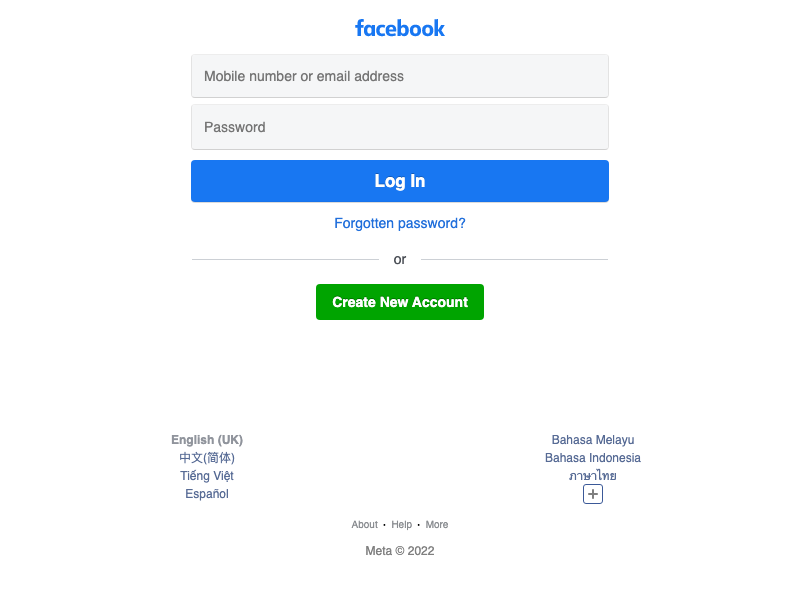 facebook
Mobile number or email address
Password
Log In
Forgotten password?
or
Create New Account
English (UK)
中文(简体)
Tiếng Việt
Español
Bahasa Melayu
Bahasa Indonesia
ภาษาไทย
About · Help · More
Meta © 2022